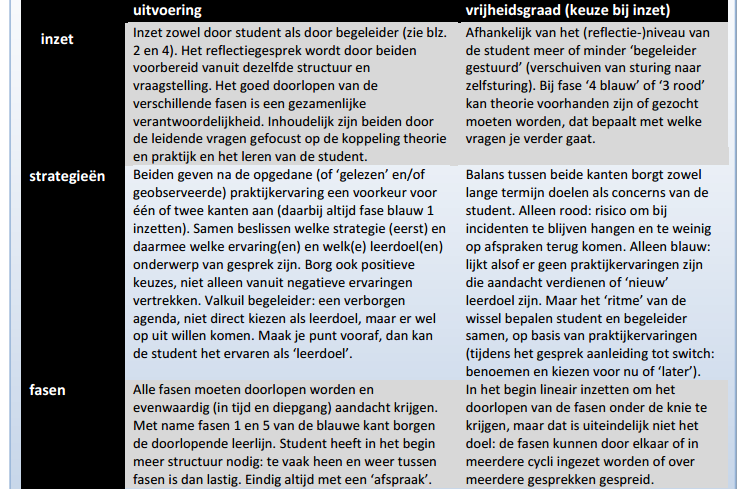 uitvoering
vrijheidsgraad (keuze bij inzet)
inzet
Inzet zowel door student als door begeleider (zie blz.
2 en 4). Het reflectiegesprek wordt door beiden
voorbereid vanuit dezelfde structuur en
vraagstelling. Het goed doorlopen van de
verschillende fasen is een gezamenlijke
verantwoordelijkheid. Inhoudelijk zijn beiden door
de leidende vragen gefocust op de koppeling theorie
en praktijk en het leren van de student.
Afhankelijk van het (reflectie-)niveau van
de student meer of minder ‘begeleider
gestuurd’ (verschuiven van sturing naar
zelfsturing). Bij fase ‘4 blauw’ of ‘3 rood’
kan theorie voorhanden zijn of gezocht
moeten worden, dat bepaalt met welke
vragen je verder gaat.
strategieën
Beiden geven na de opgedane (of ‘gelezen’ en/of
geobserveerde) praktijkervaring een voorkeur voor
één of twee kanten aan (daarbij altijd fase blauw 1
inzetten). Samen beslissen welke strategie (eerst) en
daarmee welke ervaring(en) en welk(e) leerdoel(en)
onderwerp van gesprek zijn. Borg ook positieve
keuzes, niet alleen vanuit negatieve ervaringen
vertrekken. Valkuil begeleider: een verborgen
agenda, niet direct kiezen als leerdoel, maar er wel
op uit willen komen. Maak je punt vooraf, dan kan
de student het ervaren als ‘leerdoel’.
Balans tussen beide kanten borgt zowel
lange termijn doelen als concerns van de
student. Alleen rood: risico om bij
incidenten te blijven hangen en te weinig
op afspraken terug komen. Alleen blauw:
lijkt alsof er geen praktijkervaringen zijn
die aandacht verdienen of ‘nieuw’
leerdoel zijn. Maar het ‘ritme’ van de
wissel bepalen student en begeleider
samen, op basis van praktijkervaringen
(tijdens het gesprek aanleiding tot switch:
benoemen en kiezen voor nu of ‘later’).
fasen
Alle fasen moeten doorlopen worden en
evenwaardig (in tijd en diepgang) aandacht krijgen.
Met name fasen 1 en 5 van de blauwe kant borgen
de doorlopende leerlijn. Student heeft in het begin
meer structuur nodig: te vaak heen en weer tussen
fasen is dan lastig. Eindig altijd met een ‘afspraak’.
In het begin lineair inzetten om het
doorlopen van de fasen onder de knie te
krijgen, maar dat is uiteindelijk niet het
doel: de fasen kunnen door elkaar of in
meerdere cycli ingezet worden of over
meerdere gesprekken gespreid.